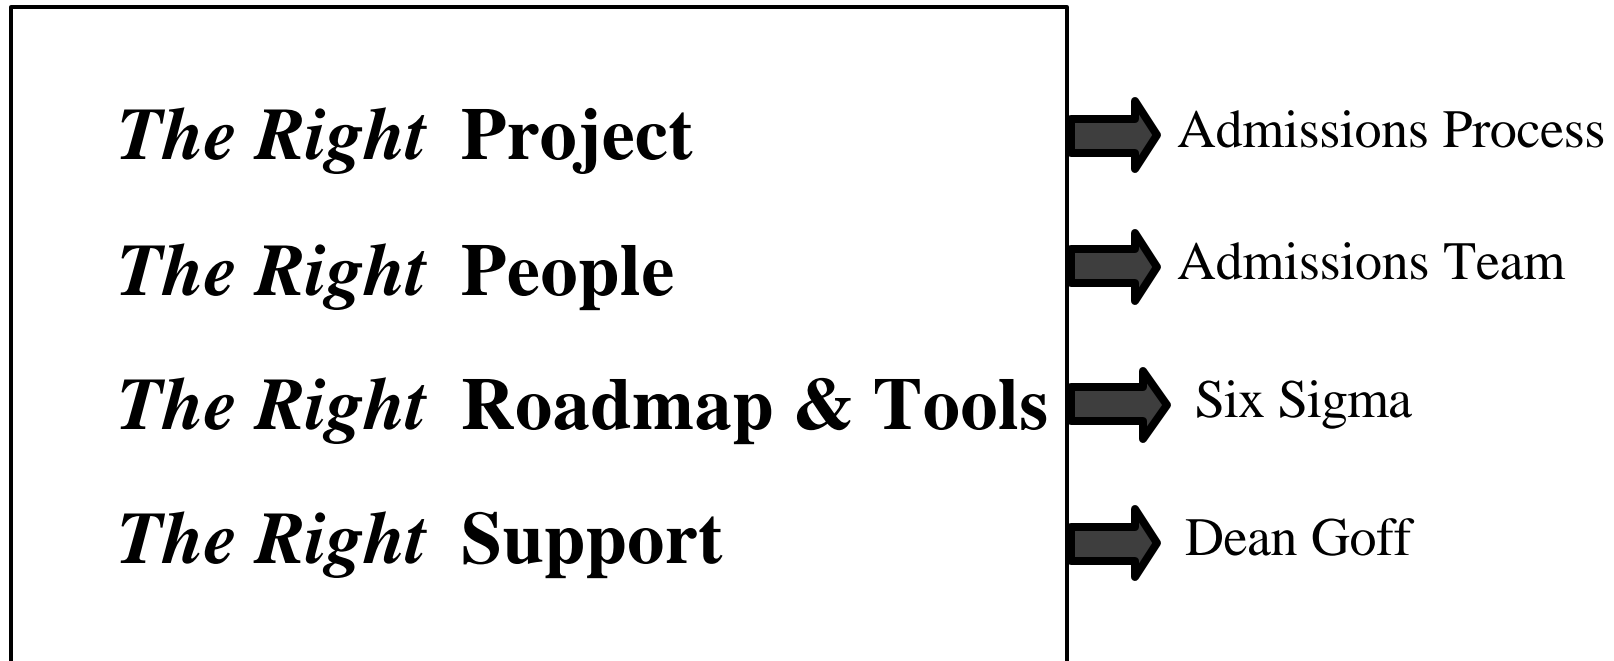 The Right Project Admissions Process
The Right People Admissions Team
The Right Roadmap & Tools Six Sigma
The Right Support Dean Goff